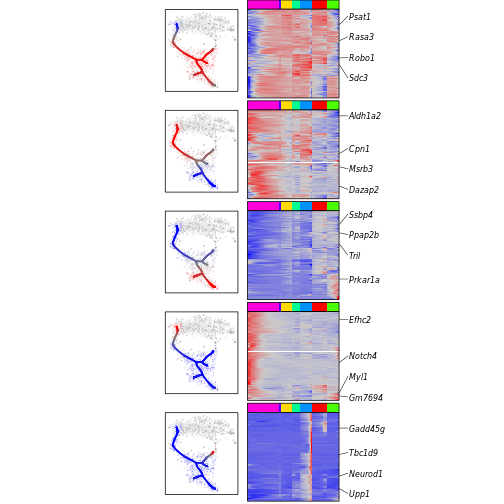 Psat1
Rasa3
Robo1
Sdc3
Aldh1a2
Cpn1
Msrb3
Dazap2
Ssbp4
Ppap2b
Tril
Prkar1a
Efhc2
Notch4
Myl1
Gm7694
Gadd45g
Tbc1d9
Neurod1
Upp1